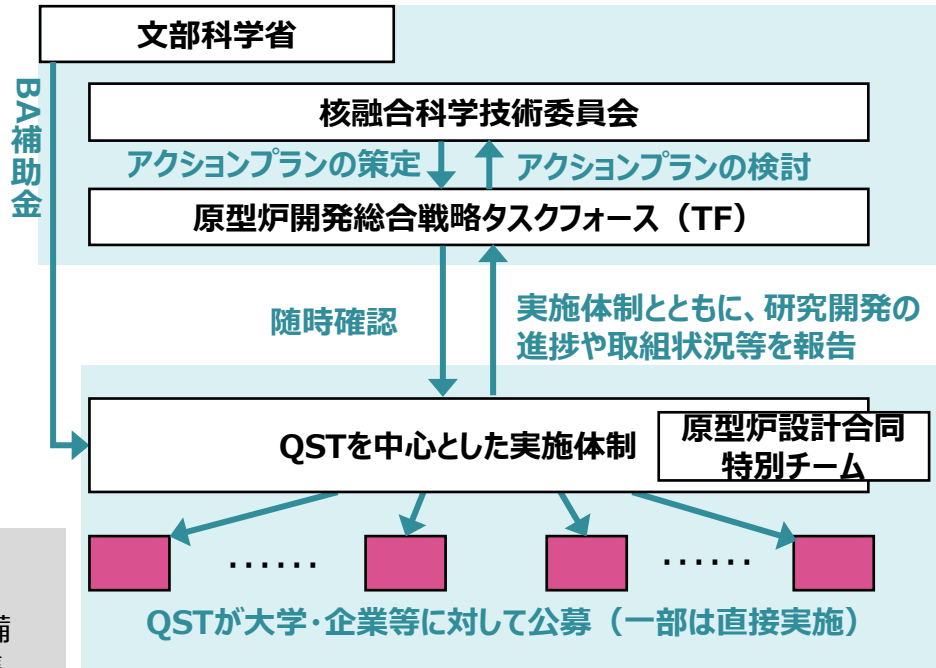 文部科学省
BA補助金
核融合科学技術委員会
アクションプランの策定
アクションプランの検討
原型炉開発総合戦略タスクフォース（TF）
随時確認
実施体制とともに、研究開発の
進捗や取組状況等を報告
QSTを中心とした実施体制
原型炉設計合同
特別チーム
……
……
備
QSTが大学・企業等に対して公募（一部は直接実施）